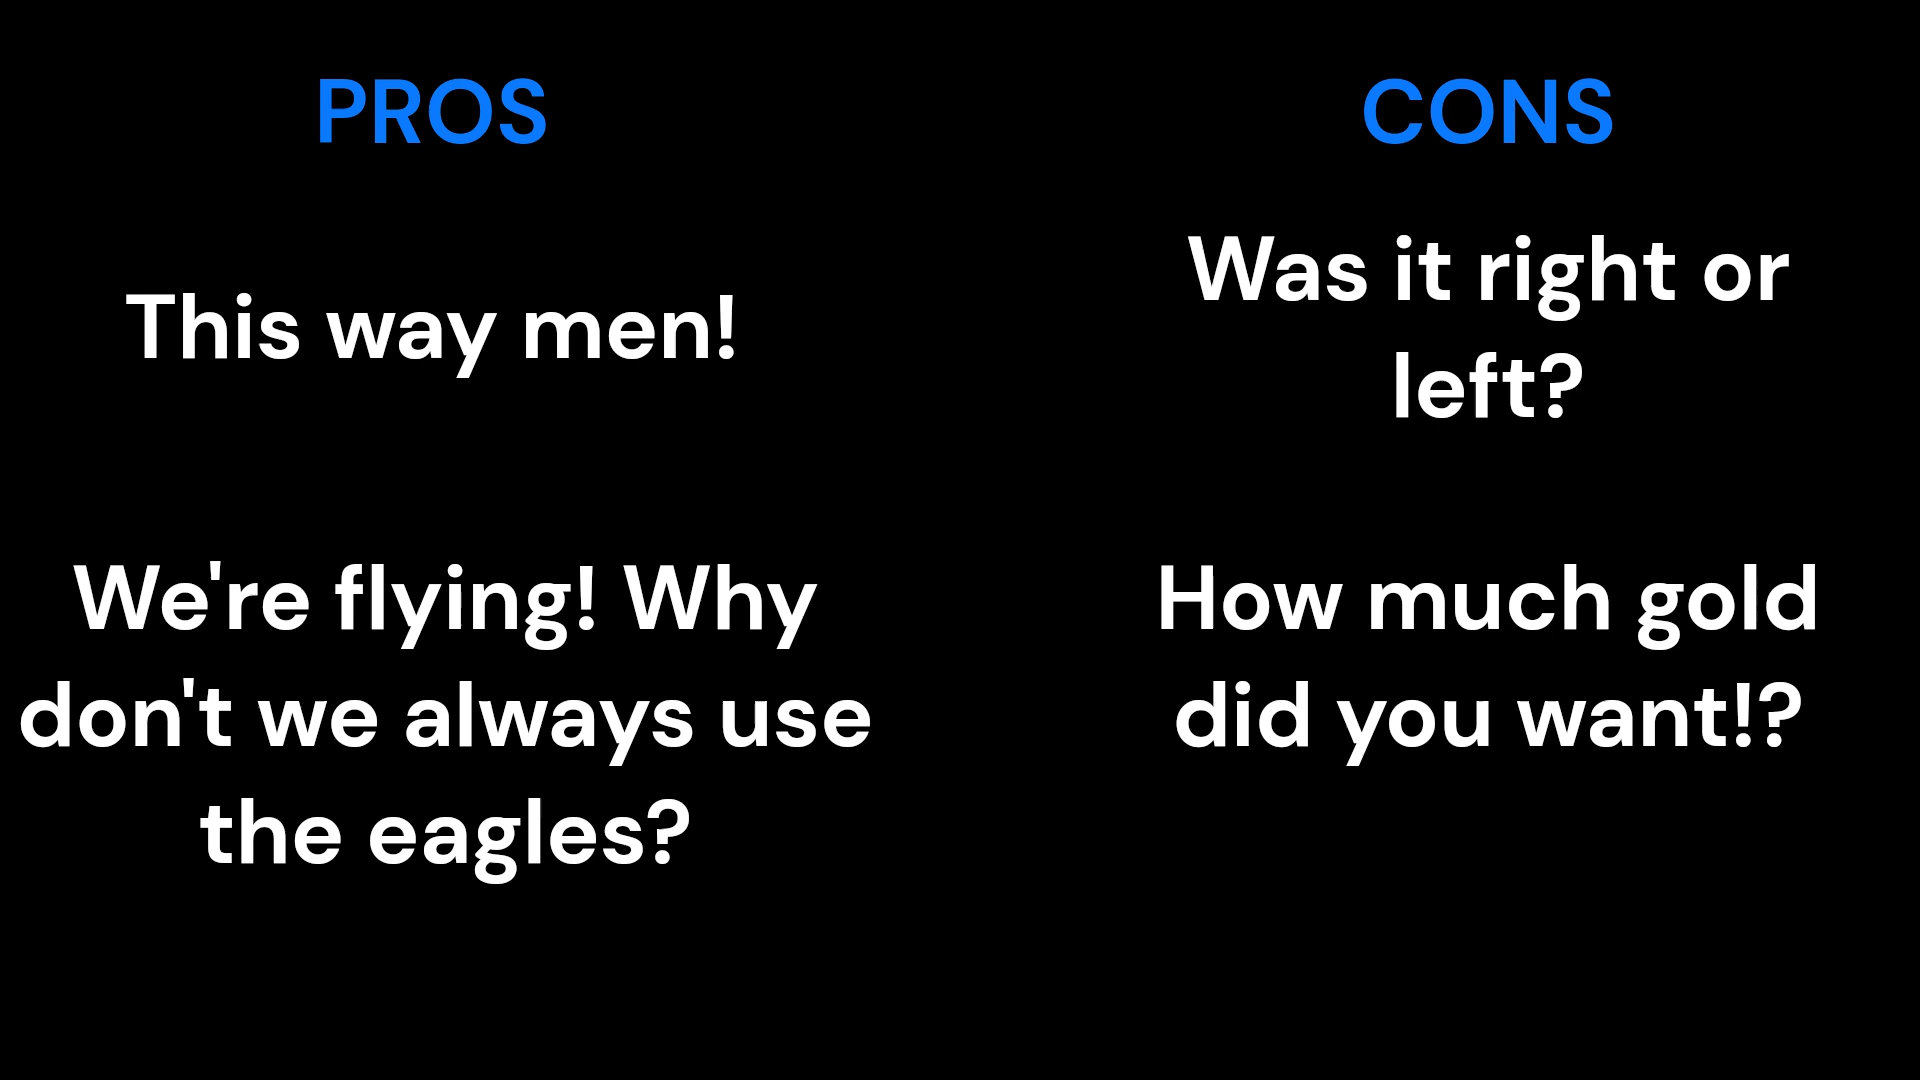 PROS
This way men!
We're flying! Why
don't we always use
the eagles?
CONS
Was it right or
left?
How much gold
did you want!?